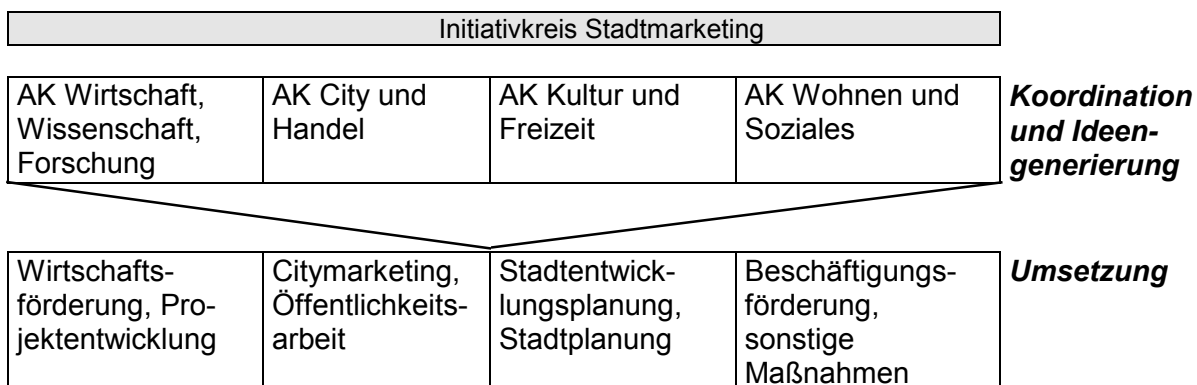 Initiativkreis Stadtmarketing
AK Wirtschaft,
Wissenschaft,
Forschung
AK City und
Handel
AK Kultur und
Freizeit
AK Wohnen und
Soziales
Koordination
und Ideen-
generierung
Wirtschafts-
förderung, Pro-
jektentwicklung
Citymarketing,
Öffentlichkeits-
arbeit
Stadtentwick-
lungsplanung,
Stadtplanung
Beschäftigungs-
förderung,
sonstige
Maßnahmen
Umsetzung